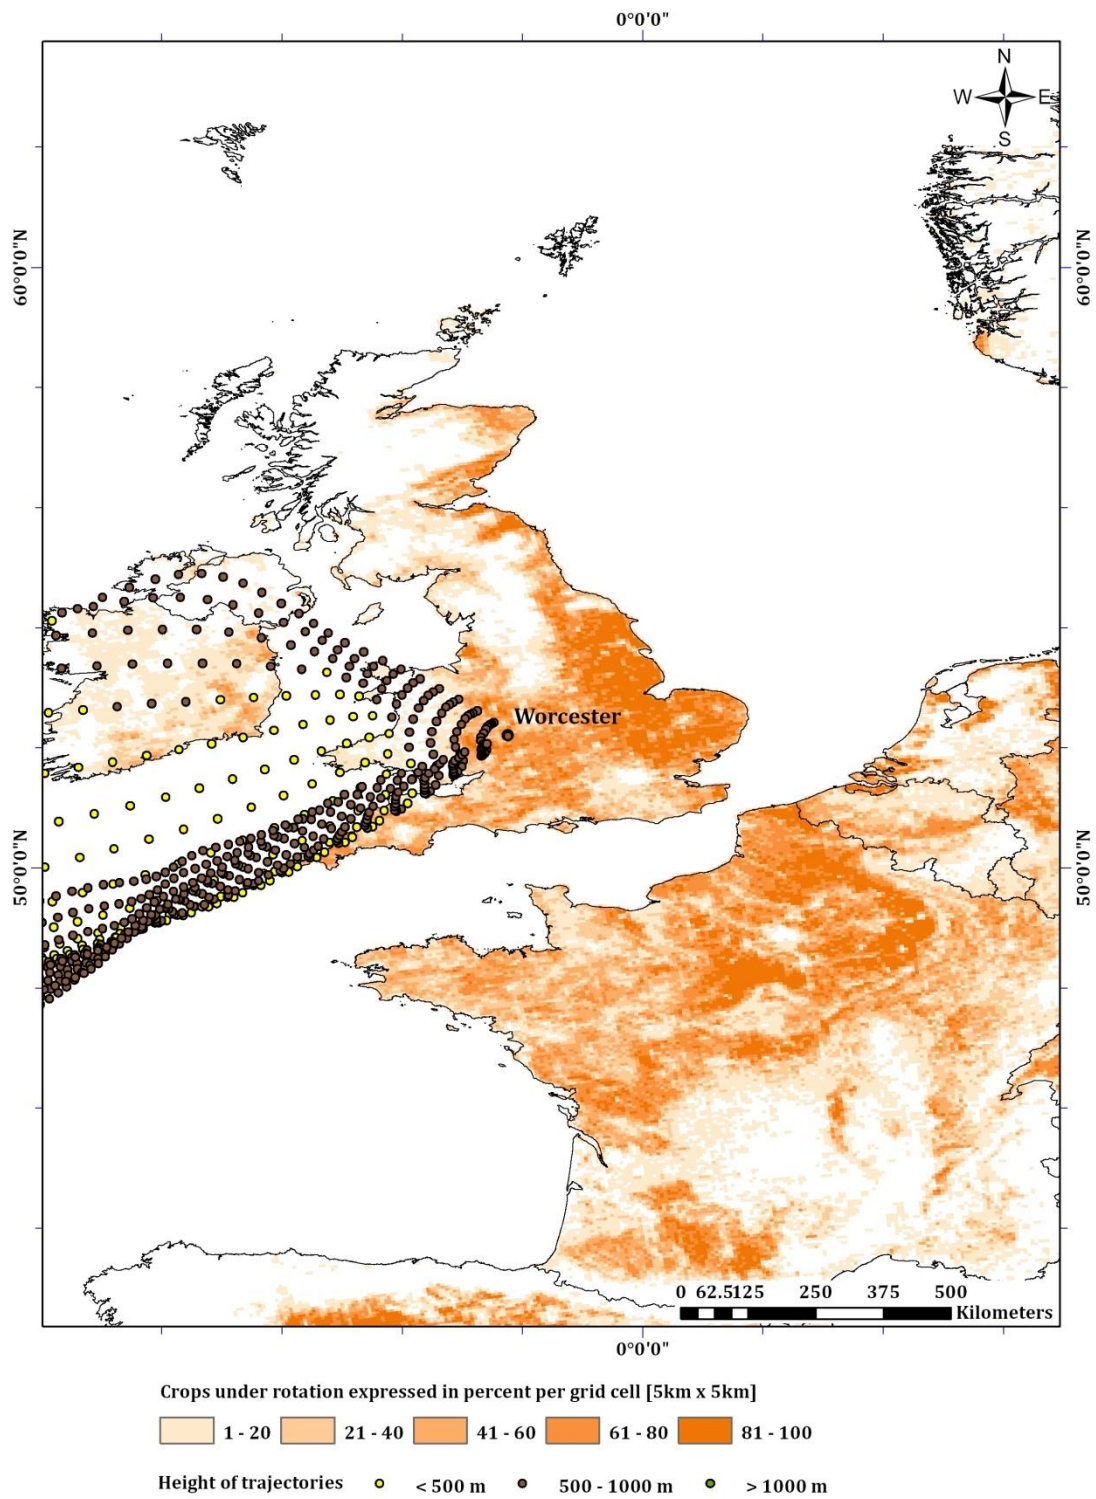 0°0'0"
N
W E
S
60°0'0"N
60°0'0"N
Worcester
50°0'0"N
50°0'0"N
0 62.5125 250 375 500
Kilometers
0°0'0"
Crops under rotation expressed in percent per grid cell [5km x 5km]
1 - 20 21 - 40 41 - 60 61 - 80 81 - 100
Height of trajectories < 500 m 500 - 1000 m > 1000 m